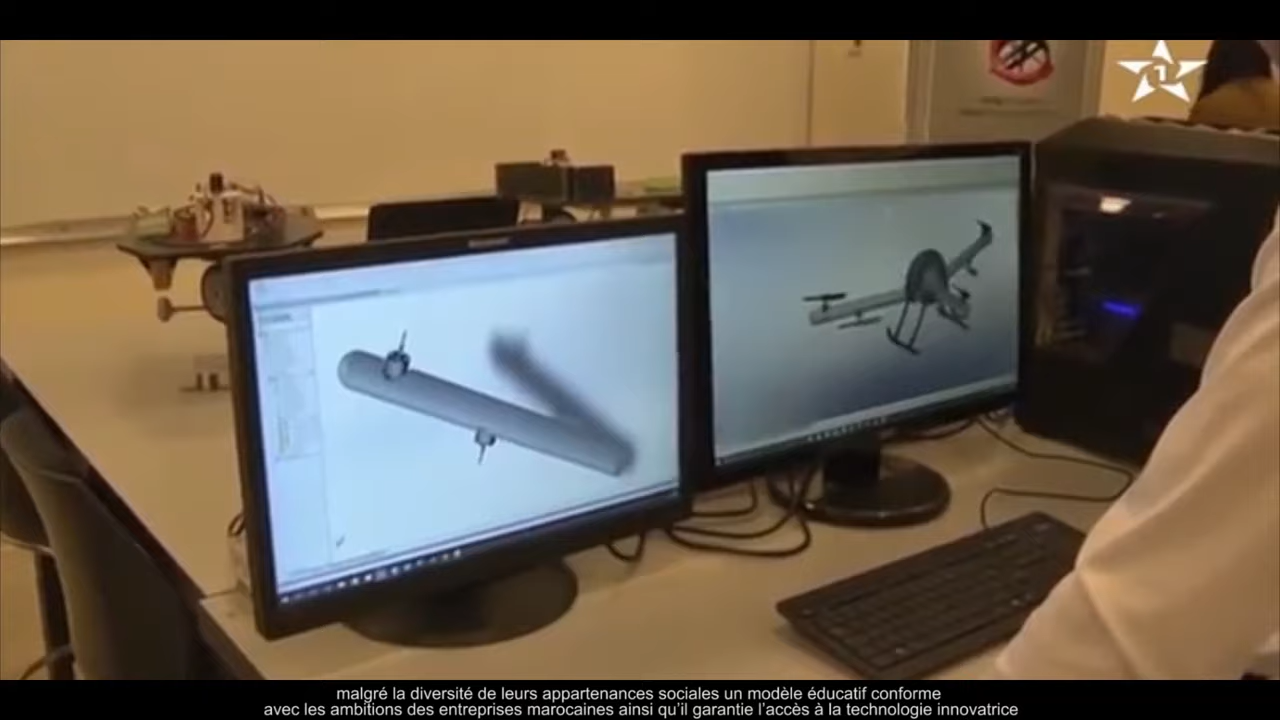 1
malgré la diversité de leurs appartenances sociales un modèle éducatif conforme
avec les ambitions des entreprises marocaines ainsi qu'il garantie l'accès à la technologie innovatrice